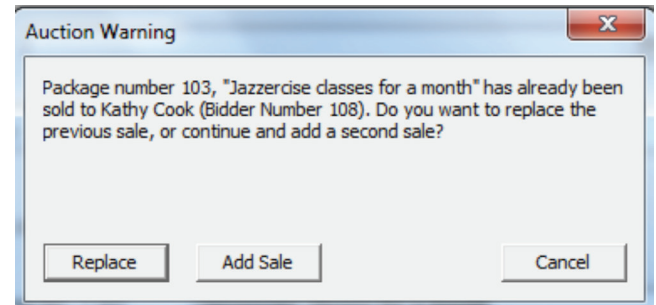 Auction Warning
Package number 103, "Jazzercise classes for a month" has already been
sold to Kathy Cook (Bidder Number 108). Do you want to replace the
previous sale, or continue and add a second sale?
Replace Add Sale Cancel